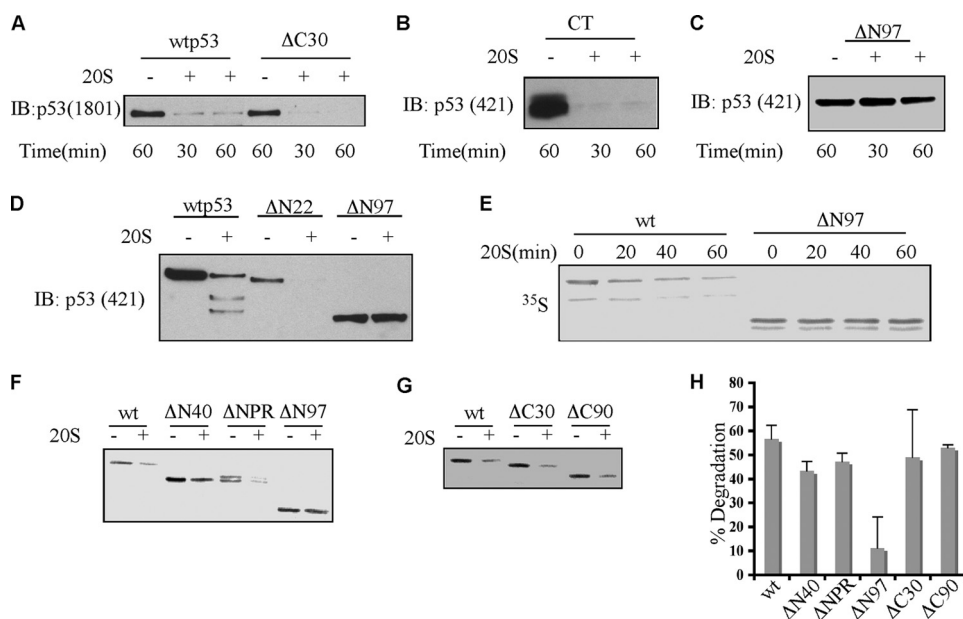 A
wtp53 ΔC30
20S - + + - + +
IB:p53(1801)
Time(min) 60 30 60 60 30 60
B
CT
20S - + +
IB: p53 (421)
Time(min) 60 30 60
C
ΔN97
20S - + +
IB: p53 (421)
Time(min) 60 30 60
D
wtp53 ΔN22 ΔN97
20S - + - + - +
IB: p53 (421)
E
wt ΔN97
20S(min) 0 20 40 60 0 20 40 60
35S
F
wt ΔN40 ΔNPR ΔN97
20S - + - + - + - +
G
wt ΔC30 ΔC90
20S - + - + - +
H
% Degradation
80
70
60
50
40
30
20
10
0
wt ΔN40 ΔNPR ΔN97 ΔC30 ΔC90